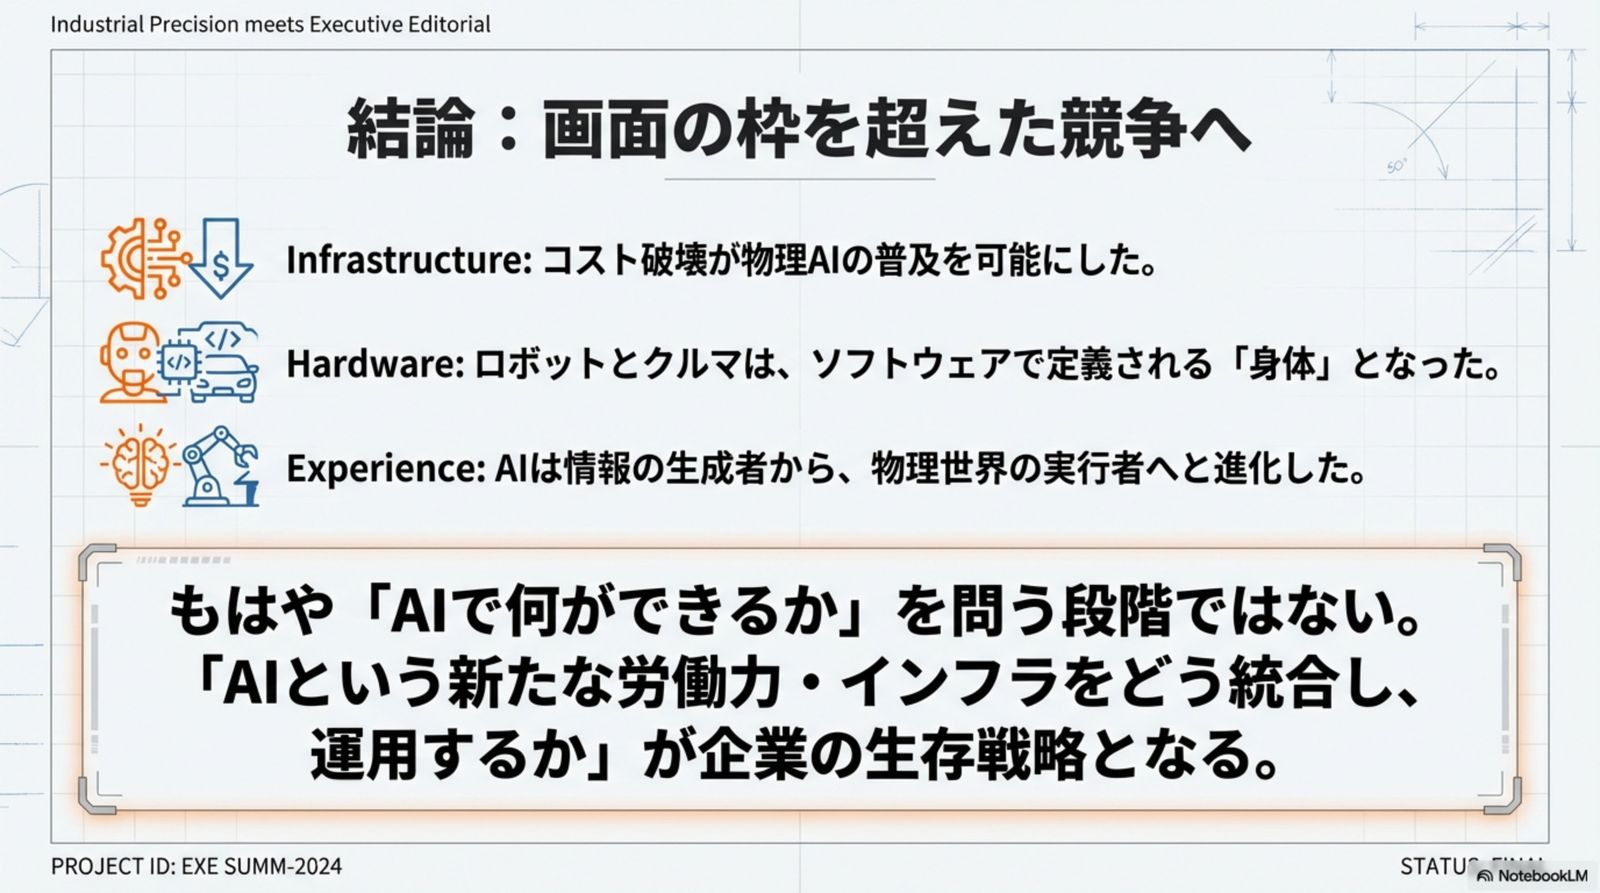 Industrial Precision meets Executive Editorial
50°
結論：画面の枠を超えた競争へ
$
Infrastructure: コスト破壊が物理AIの普及を可能にした。
</>
</>
Hardware: ロボットとクルマは、ソフトウェアで定義される「身体」となった。
Experience: AIは情報の生成者から、物理世界の実行者へと進化した。
もはや「AIで何ができるか」を問う段階ではない。
「AIという新たな労働力・インフラをどう統合し、
運用するか」が企業の生存戦略となる。
PROJECT ID: EXE SUMM-2024
STATUS: FINAL
NotebookLM